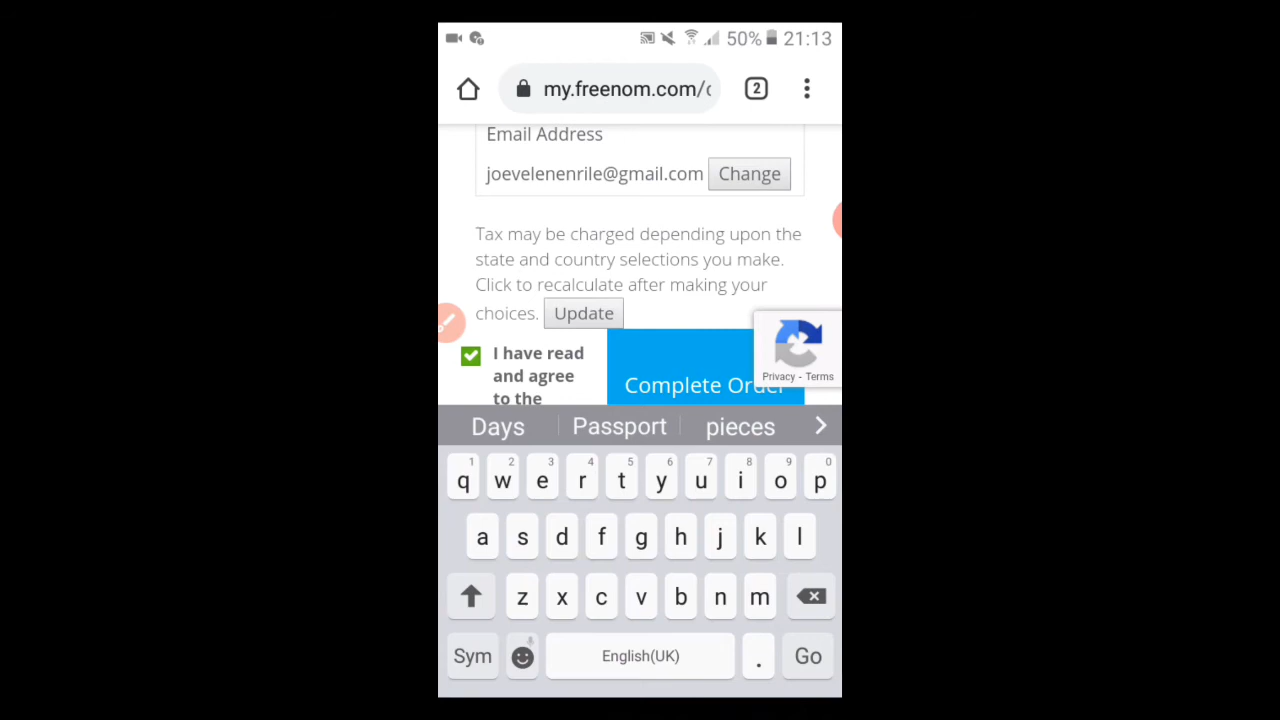 50% 21:13
my.freenom.com/c 2
Email Address
joevelenenrile@gmail.com Change
Tax may be charged depending upon the
state and country selections you make.
Click to recalculate after making your
choices. Update
I have read
and agree
to the
Complete Order
Privacy - Terms
Days Passport pieces
1 2 3 4 5 6 7 8 9 0
q w e r t y u i o p
a s d f g h j k l
z x c v b n m
Sym English(UK) . Go